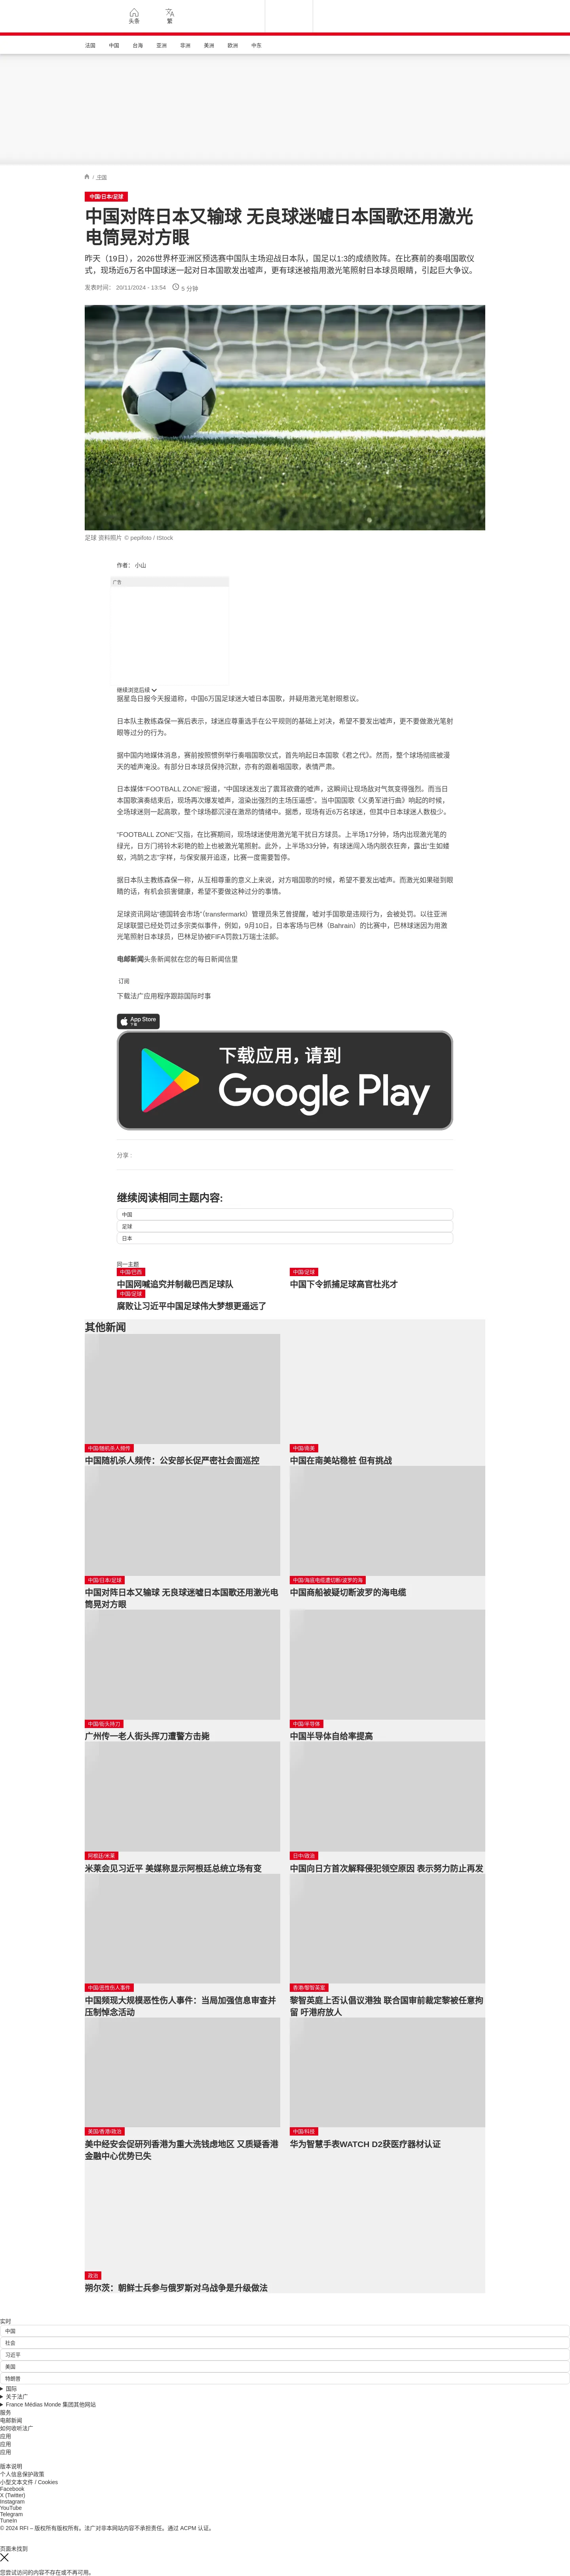 头条
繁
法国
中国
台海
亚洲
非洲
美洲
欧洲
中东
/ 中国
中国/日本/足球
中国对阵日本又输球 无良球迷嘘日本国歌还用激光
电筒晃对方眼
昨天（19日），2026世界杯亚洲区预选赛中国队主场迎战日本队，国足以1:3的成绩败阵。在比赛前的奏唱国歌仪
式，现场近6万名中国球迷一起对日本国歌发出嘘声，更有球迷被指用激光笔照射日本球员眼睛，引起巨大争议。
发表时间： 20/11/2024 - 13:54 5 分钟
足球 资料照片 © pepifoto / iStock
作者： 小山
广告
继续浏览后续
据星岛日报今天报道称，中国6万国足球迷大嘘日本国歌，并疑用激光笔射眼惹议。
日本队主教练森保一赛后表示，球迷应尊重选手在公平规则的基础上对决，希望不要发出嘘声，更不要做激光笔射
眼等过分的行为。
据中国内地媒体消息，赛前按照惯例举行奏唱国歌仪式，首先响起日本国歌《君之代》。然而，整个球场彻底被漫
天的嘘声淹没。有部分日本球员保持沉默，亦有的跟着唱国歌，表情严肃。
日本媒体“FOOTBALL ZONE”报道，“中国球迷发出了震耳欲聋的嘘声，这瞬间让现场敌对气氛变得强烈。而当日
本国歌演奏结束后，现场再次爆发嘘声，渲染出强烈的主场压逼感”。当中国国歌《义勇军进行曲》响起的时候，
全场球迷则一起高歌，整个球场都沉浸在激昂的情绪中。据悉，现场有近6万名球迷，但其中日本球迷人数极少。
“FOOTBALL ZONE”又指，在比赛期间，现场球迷使用激光笔干扰日方球员。上半场17分钟，场内出现激光笔的
绿光，日方门将铃木彩艳的脸上也被激光笔照射。此外，上半场33分钟，有球迷闯入场内脱衣狂奔，露出“生如蝼
蚁，鸿鹄之志”字样，与保安展开追逐，比赛一度需要暂停。
据日本队主教练森保一称，从互相尊重的意义上来说，对方唱国歌的时候，希望不要发出嘘声。而激光如果碰到眼
睛的话，有机会损害健康，希望不要做这种过分的事情。
足球资讯网站“德国转会市场”（transfermarkt）管理员朱艺曾提醒，嘘对手国歌是违规行为，会被处罚。以往亚洲
足球联盟已经处罚过多宗类似事件，例如，9月10日，日本客场与巴林（Bahrain）的比赛中，巴林球迷因为用激
光笔照射日本球员，巴林足协被FIFA罚款1万瑞士法郎。
电邮新闻头条新闻就在您的每日新闻信里
订阅
下载法广应用程序跟踪国际时事
App Store
下载
下载应用，请到
Google Play
分享 :
继续阅读相同主题内容:
中国
足球
日本
同一主题
中国/巴西
中国网喊追究并制裁巴西足球队
中国/足球
中国下令抓捕足球高官杜兆才
中国/足球
腐败让习近平中国足球伟大梦想更遥远了
其他新闻
中国/随机杀人频传
中国随机杀人频传：公安部长促严密社会面巡控
中国/南美
中国在南美站稳桩 但有挑战
中国/日本/足球
中国对阵日本又输球 无良球迷嘘日本国歌还用激光电
筒晃对方眼
中国/海底电缆遭切断/波罗的海
中国商船被疑切断波罗的海电缆
中国/街头持刀
广州传一老人街头挥刀遭警方击毙
中国/半导体
中国半导体自给率提高
阿根廷/米莱
米莱会见习近平 美媒称显示阿根廷总统立场有变
日中/政治
中国向日方首次解释侵犯领空原因 表示努力防止再发
中国/恶性伤人事件
中国频现大规模恶性伤人事件：当局加强信息审查并
压制悼念活动
香港/黎智英案
黎智英庭上否认倡议港独 联合国审前裁定黎被任意拘
留 吁港府放人
美国/香港/政治
美中经安会促研列香港为重大洗钱虑地区 又质疑香港
金融中心优势已失
中国/科技
华为智慧手表WATCH D2获医疗器材认证
政治
朔尔茨：朝鲜士兵参与俄罗斯对乌战争是升级做法
实时
中国
社会
习近平
美国
特朗普
国际
关于法广
France Médias Monde 集团其他网站
服务
电邮新闻
如何收听法广
应用
应用
应用
版本说明
个人信息保护政策
小型文本文件 / Cookies
Facebook
X (Twitter)
Instagram
YouTube
Telegram
TuneIn
© 2024 RFI – 版权所有版权所有。法广对非本网站内容不承担责任。通过 ACPM 认证。
页面未找到
您尝试访问的内容不存在或不再可用。